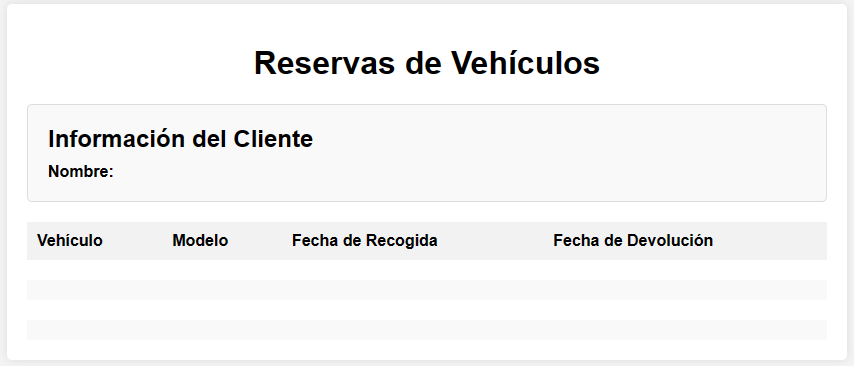 Reservas de Vehículos
Información del Cliente
Nombre:
Vehículo Modelo Fecha de Recogida Fecha de Devolución